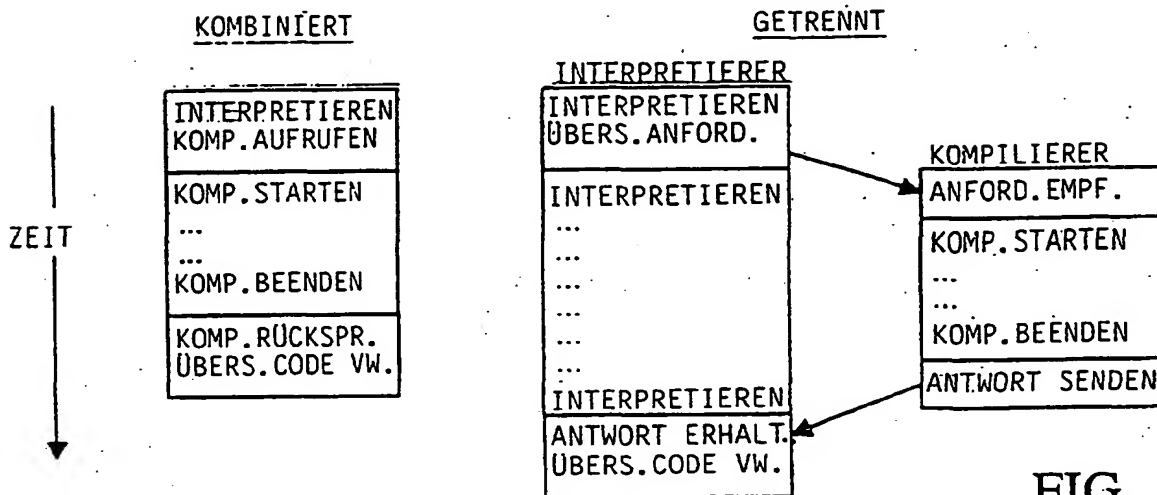 KOMBINIERT
GETRENNT
ZEIT
INTERPRETIEREN
KOMP.AUFRUFEN
KOMP.STARTEN
...
...
KOMP.BEENDEN
KOMP.RÜCKSPR.
ÜBERS.CODE VW.
INTERPRETIERER
INTERPRETIEREN
ÜBERS.ANFORD.
INTERPRETIEREN
...
...
...
...
...
...
INTERPRETIEREN
ANTWORT ERHALT.
ÜBERS.CODE VW.
KOMPILIERER
ANFORD.EMPF.
KOMP.STARTEN
...
...
KOMP.BEENDEN
ANTWORT SENDEN
FIG